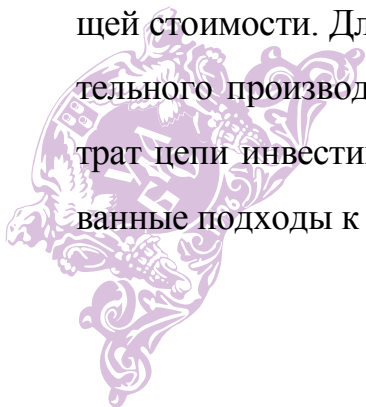 щей стоимости. Дл
тельного производ
трат цепи инвести
ванные подходы к